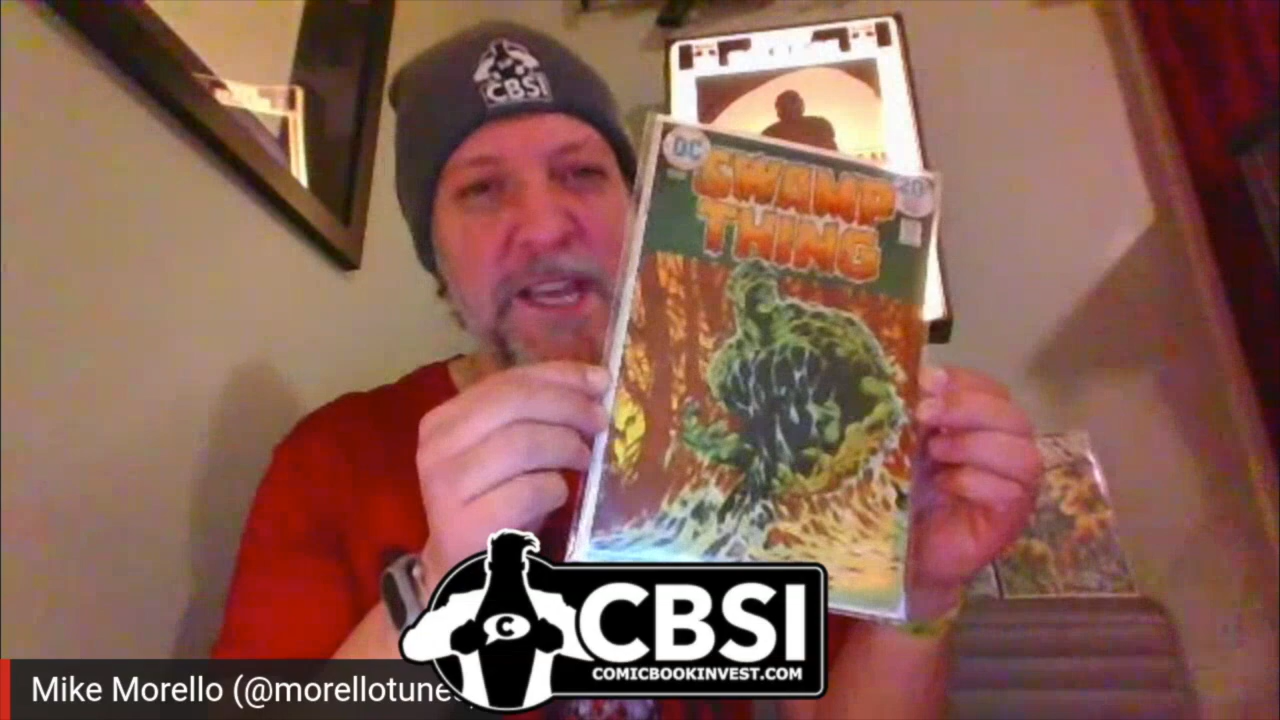 CBSI
DC
SWAMP
THING
20
C
CBSI
COMICBOOKINVEST.COM
Mike Morello (@morellotune